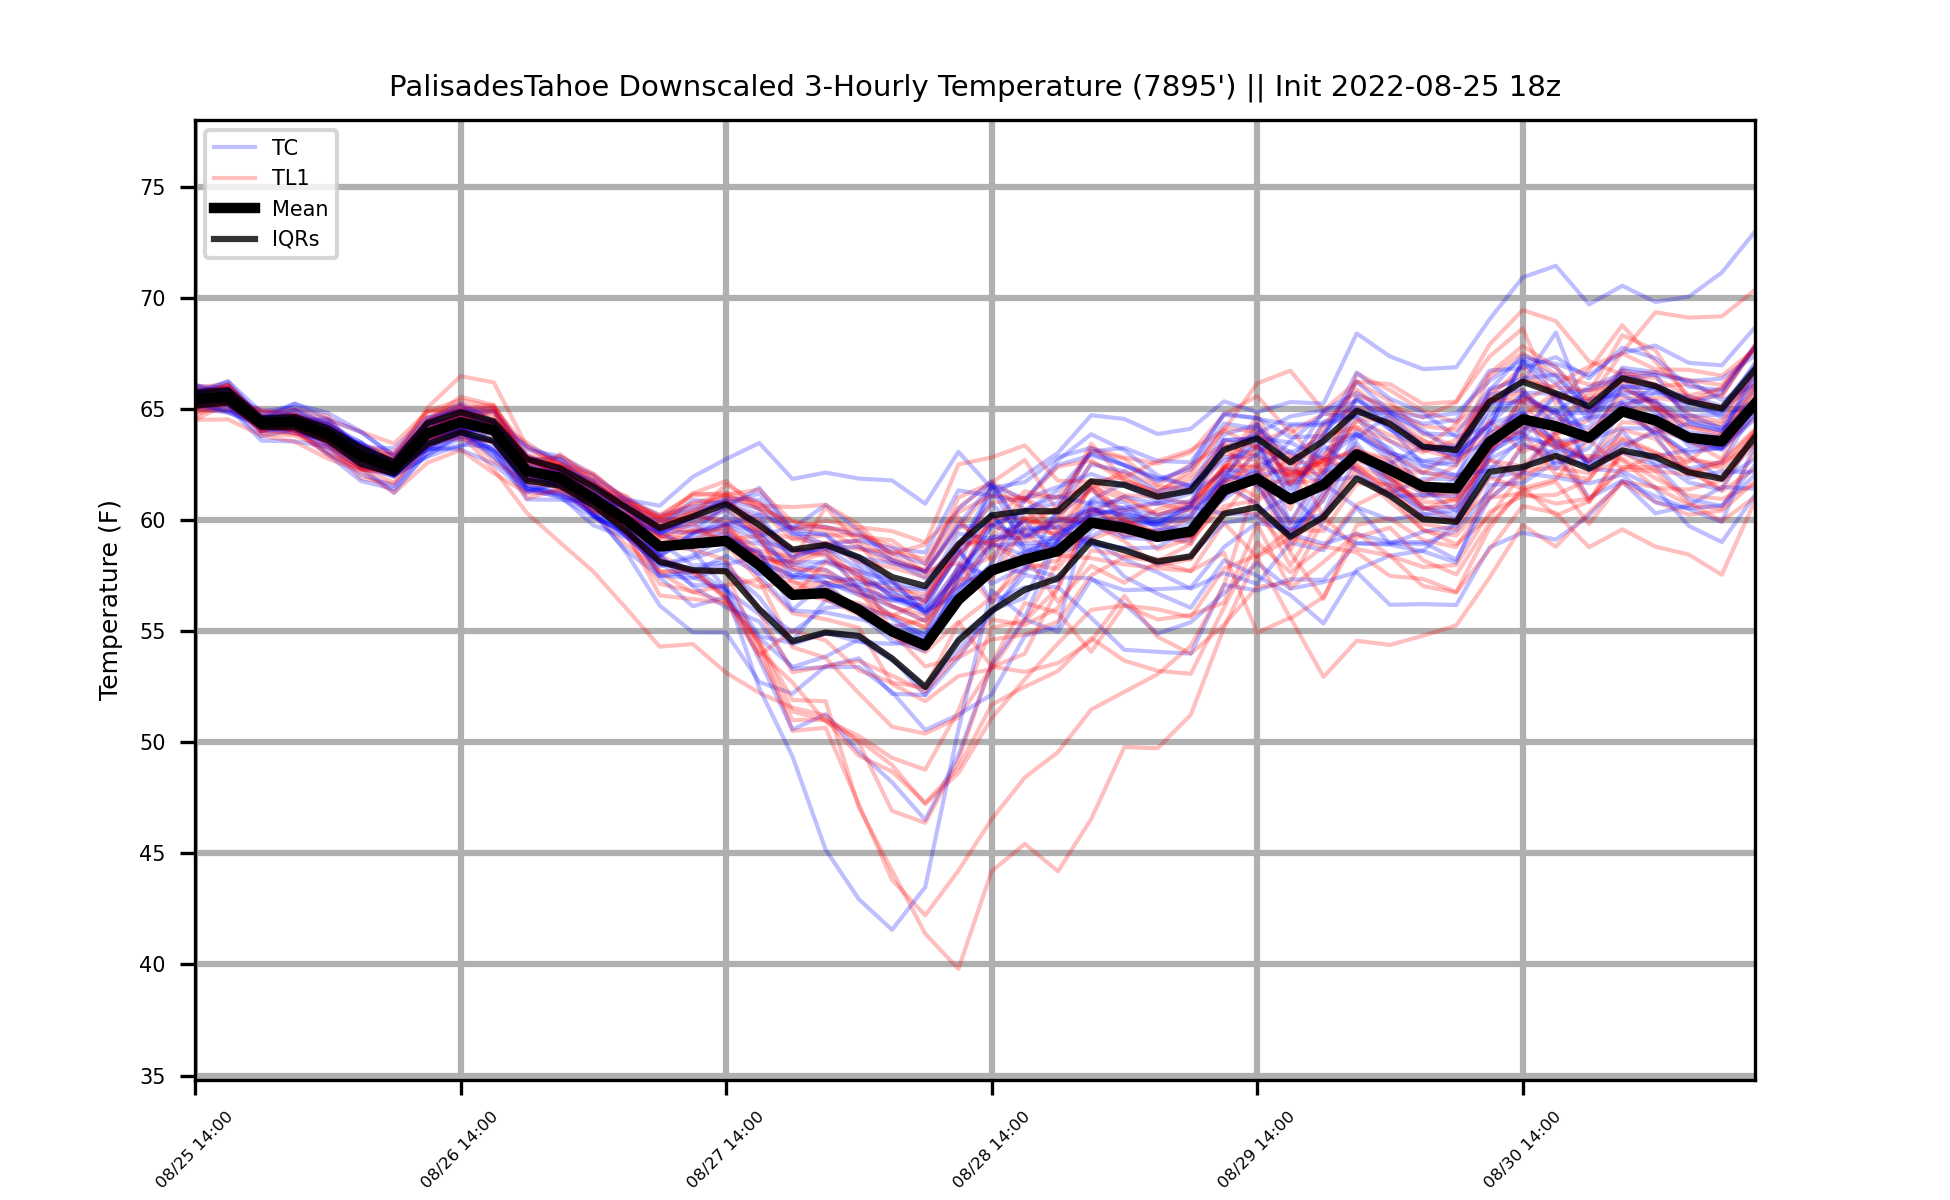 PalisadesTahoe Downscaled 3-Hourly Temperature (7895') || Init 2022-08-25 18z
TC
TL1
Mean
IQRs
Temperature (F)
75
70
65
60
55
50
45
40
35
08/25 14:00
08/26 14:00
08/27 14:00
08/28 14:00
08/29 14:00
08/30 14:00